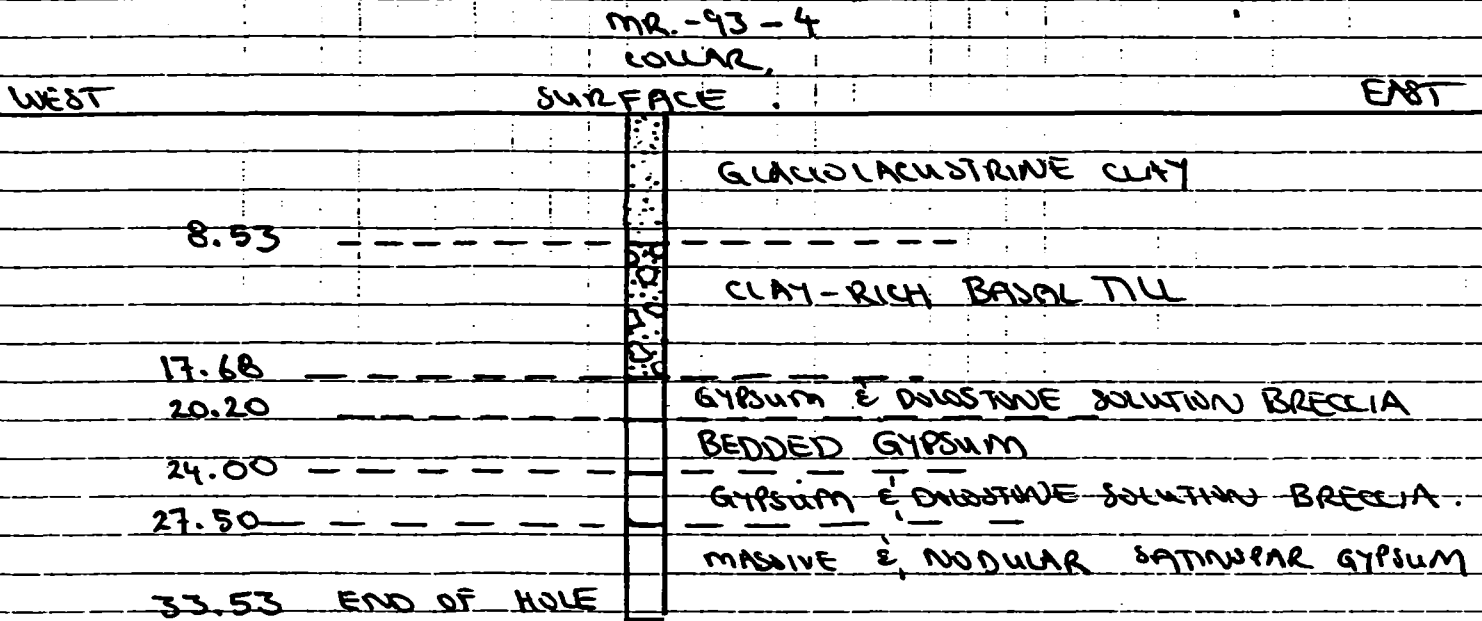 MR.-93-4
COLLAR,
WEST SURFACE. EAST
GLACIOLACUSTRINE CLAY
8.53
CLAY-RICH BASAL TILL
17.68
20.20 GYPSUM & DOLOSTONE SOLUTION BRECCIA
BEDDED GYPSUM
24.00
GYPSUM & DOLOSTONE SOLUTION BRECCIA.
27.50
MASSIVE & NODULAR SATINSPAR GYPSUM
33.53 END OF HOLE